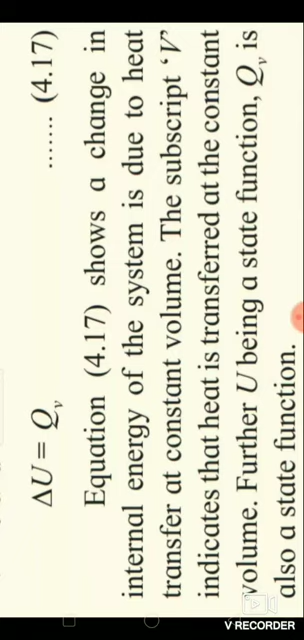 ΔU = Qᵥ ........ (4.17)
Equation (4.17) shows a change in
internal energy of the system is due to heat
transfer at constant volume. The subscript ‘V’
indicates that heat is transferred at the constant
volume. Further U being a state function, Qᵥ is
also a state function.
V RECORDER